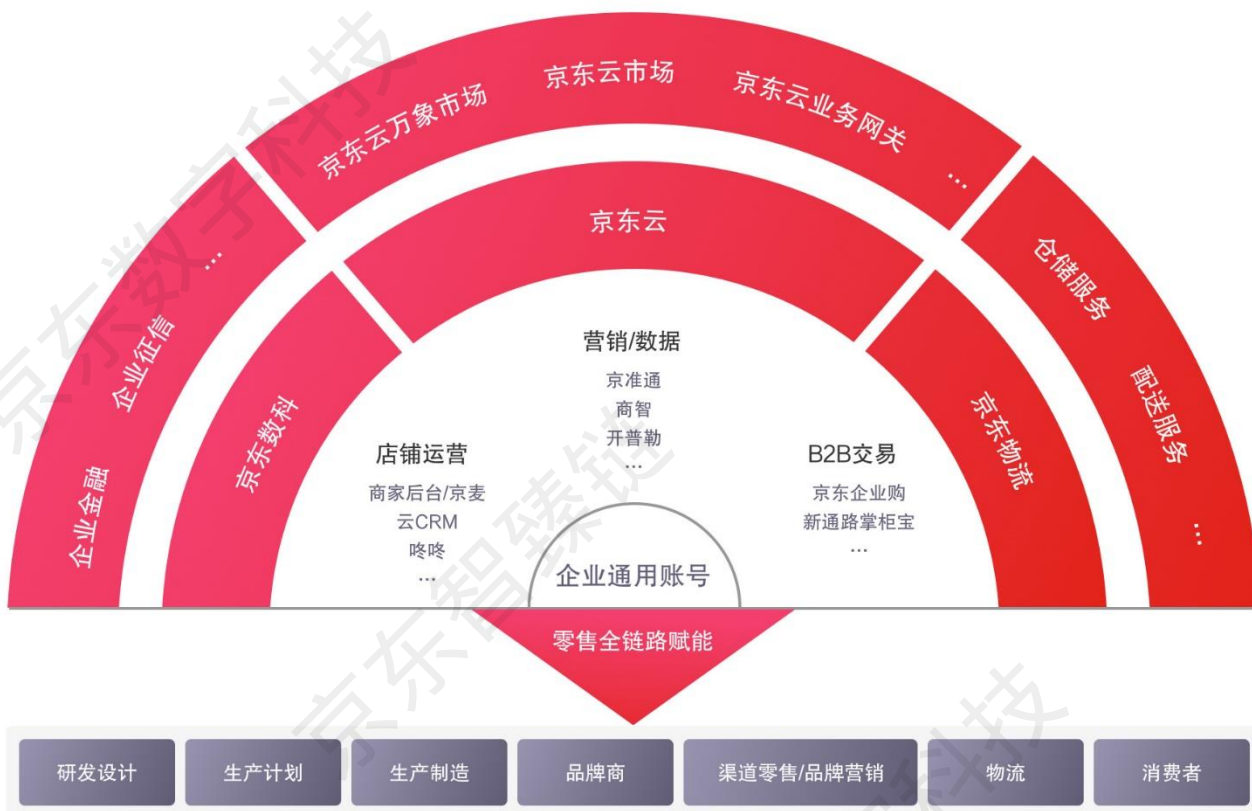 京东云市场
京东云万象市场
京东云业务网关
...
...
企业征信
企业金融
仓储服务
配送服务
...
京东云
京东数科
京东物流
营销/数据
京准通
商智
开普勒
...
店铺运营
商家后台/京麦
云CRM
咚咚
...
B2B交易
京东企业购
新通路掌柜宝
...
企业通用账号
零售全链路赋能
研发设计
生产计划
生产制造
品牌商
渠道零售/品牌营销
物流
消费者
京东数字科技
京东智臻链